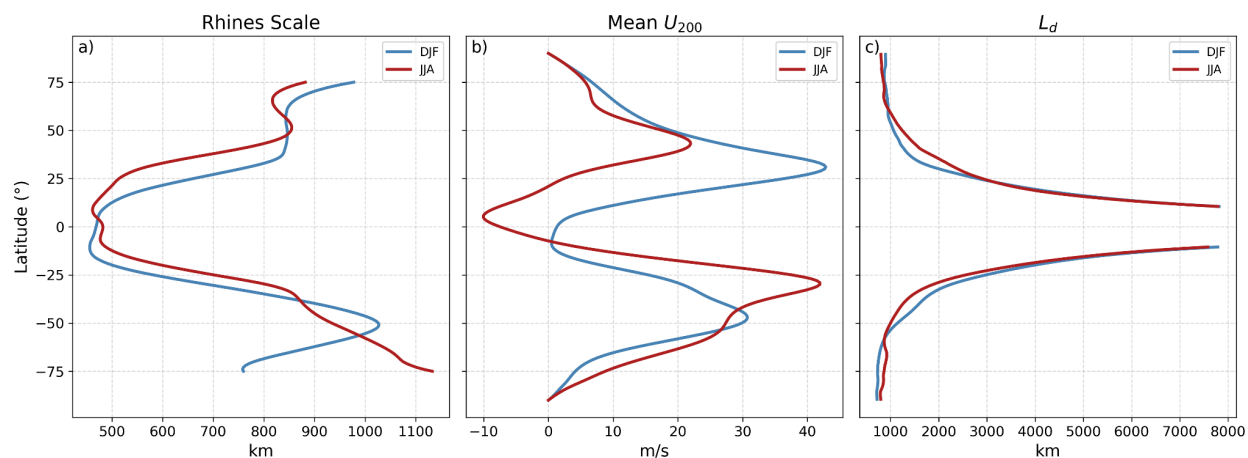 Rhines Scale
a)
DJF
JJA
Latitude (°)
75
50
25
0
−25
−50
−75
500 600 700 800 900 1000 1100
km
Mean U200
b)
DJF
JJA
−10 0 10 20 30 40
m/s
Ld
c)
DJF
JJA
1000 2000 3000 4000 5000 6000 7000 8000
km